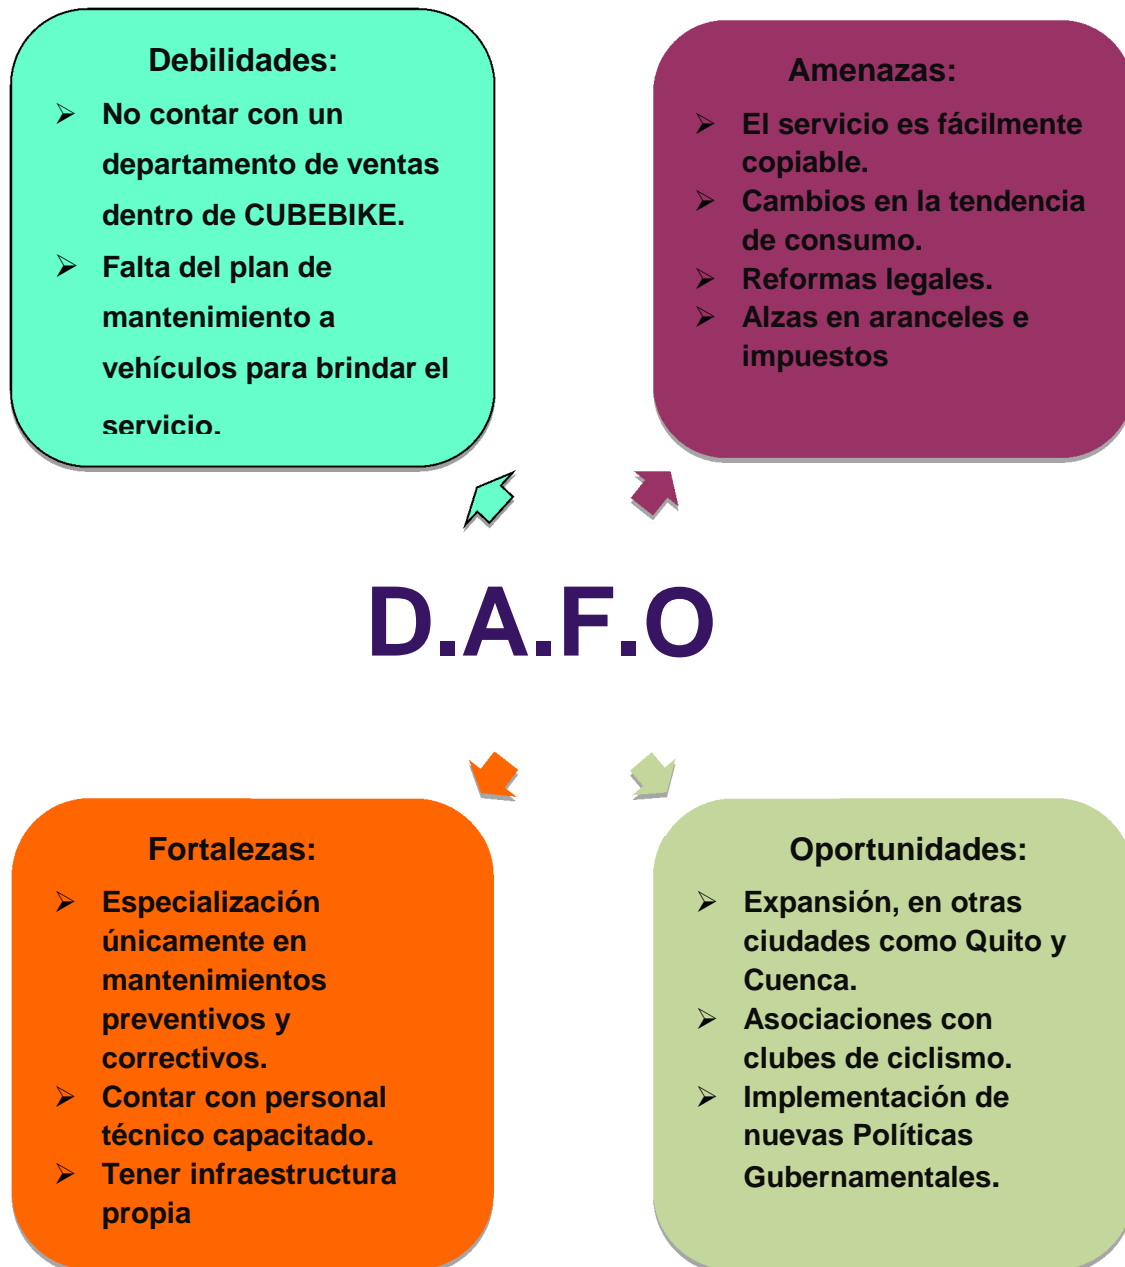 Debilidades:
➢ No contar con un
departamento de ventas
dentro de CUBEBIKE.
➢ Falta del plan de
mantenimiento a
vehículos para brindar el
servicio.
Amenazas:
➢ El servicio es fácilmente
copiable.
➢ Cambios en la tendencia
de consumo.
➢ Reformas legales.
➢ Alzas en aranceles e
impuestos
D.A.F.O
Fortalezas:
➢ Especialización
únicamente en
mantenimientos
preventivos y
correctivos.
➢ Contar con personal
técnico capacitado.
➢ Tener infraestructura
propia
Oportunidades:
➢ Expansión, en otras
ciudades como Quito y
Cuenca.
➢ Asociaciones con
clubes de ciclismo.
➢ Implementación de
nuevas Políticas
Gubernamentales.